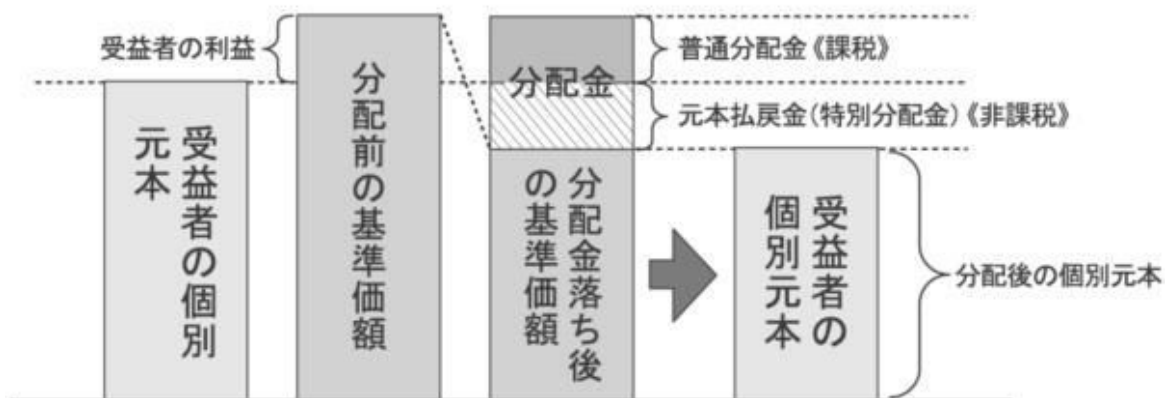 受益者の利益
受益者の個別
元本
分配前の基準価額
分配金
分配金落ち後
の基準価額
普通分配金《課税》
元本払戻金(特別分配金)《非課税》
受益者の
個別元本
分配後の個別元本